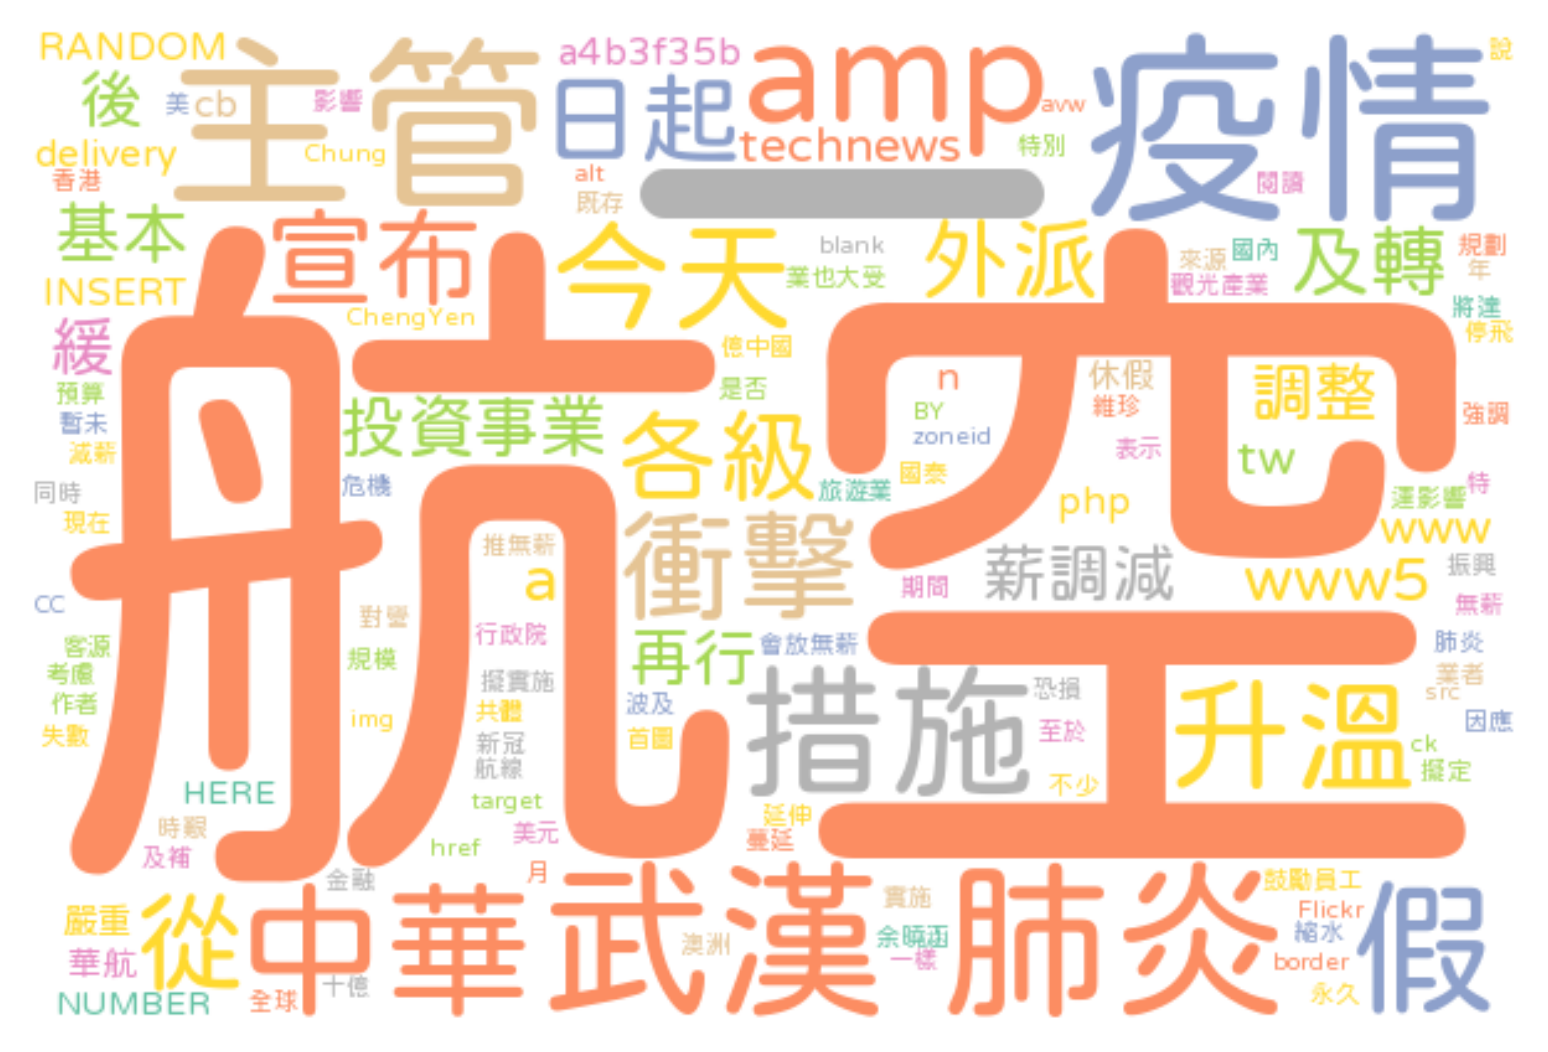 RANDOM
主管
a4b3f35b
amp
疫情
說
後
美
cb
影響
日起
avw
technews
特別
delivery
Chung
香港
alt
既存
閱讀
基本
宣布
今天
blank
外派
來源
國內
及轉
規劃
年
業也大受
觀光產業
INSERT
ChengYen
航空
將達
停飛
緩
億中國
是否
n
休假
調整
預算
投資事業
各級
BY
維珍
強調
暫未
zoneid
表示
tw
減薪
同時
危機
旅遊業
國泰
php
運影響
特
現在
衝擊
www
推無薪
a
薪調減
www5
振興
期間
CC
對壘
無薪
客源
行政院
再行
會放無薪
肺炎
考慮
規模
擬實施
措施
恐損
升溫
業者
src
作者
img
共體
波及
至於
因應
失數
新冠
首圖
ck
航線
擬定
HERE
target
不少
時艱
美元
延伸
及補
href
蔓延
金融
月
嚴重
從
中華
武漢
肺炎
實施
鼓勵員工
假
Flickr
華航
澳洲
余曉涵
縮水
一樣
border
NUMBER
全球
十億
永久